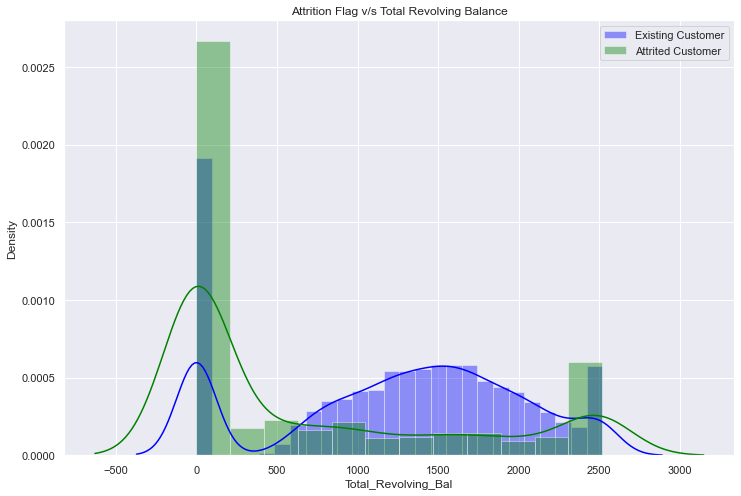 Attrition Flag v/s Total Revolving Balance
Existing Customer
Attrited Customer
Density
0.0025
0.0020
0.0015
0.0010
0.0005
0.0000
−500
0
500
1000
1500
2000
2500
3000
Total_Revolving_Bal